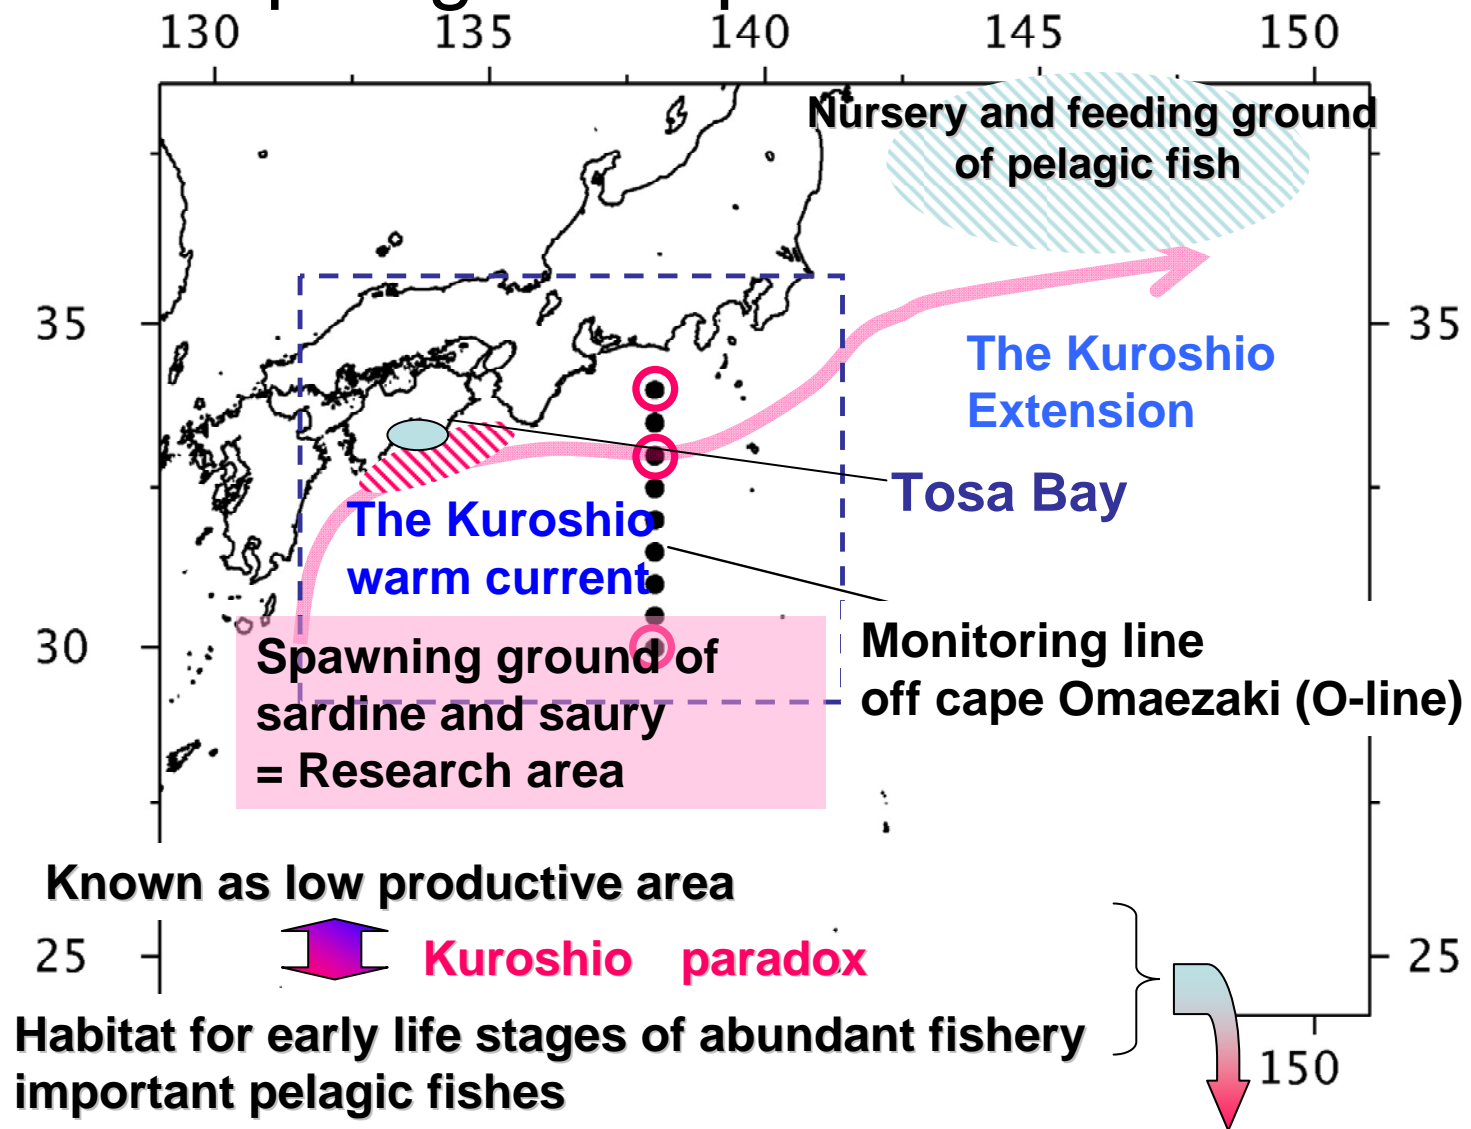 130 135 140 145 150
Nursery and feeding ground
of pelagic fish
35 35
The Kuroshio
Extension
Tosa Bay
The Kuroshio
warm current
30
Spawning ground of
sardine and saury
= Research area
Monitoring line
off cape Omaezaki (O-line)
Known as low productive area
25 25
Kuroshio paradox
Habitat for early life stages of abundant fishery
important pelagic fishes
150